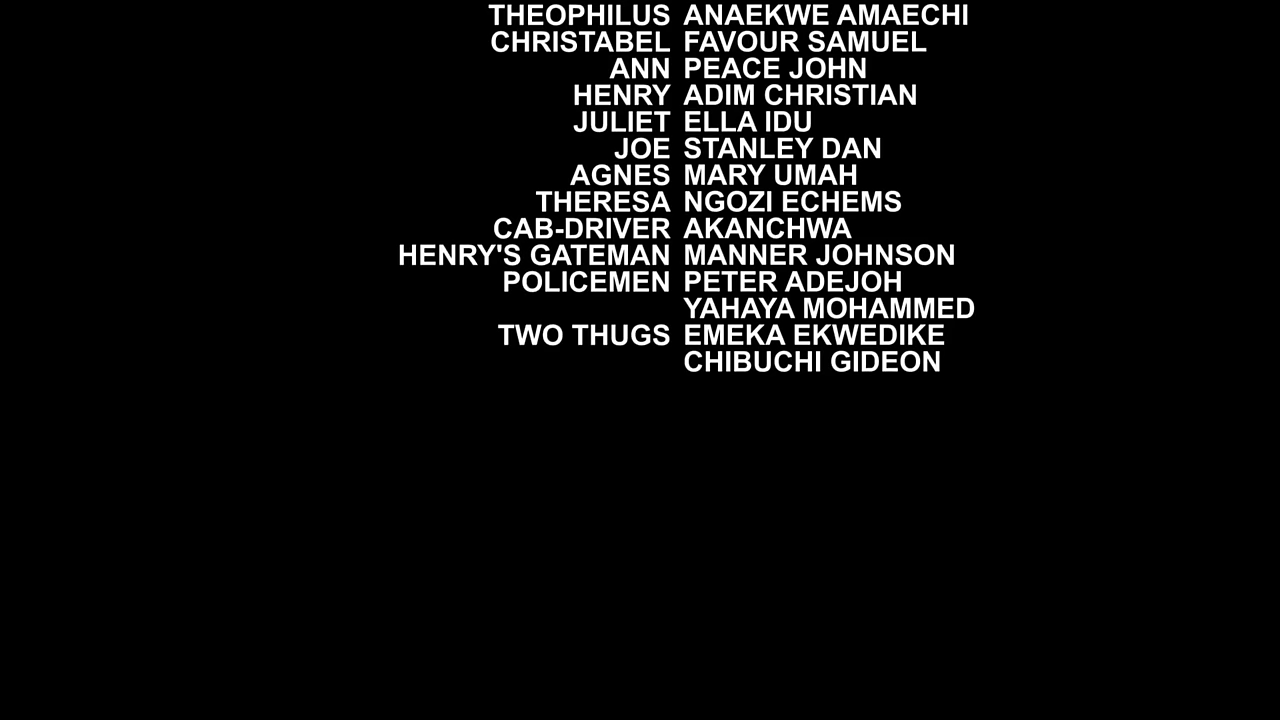 THEOPHILUS ANAEKWE AMAECHI
CHRISTABEL FAVOUR SAMUEL
ANN PEACE JOHN
HENRY ADIM CHRISTIAN
JULIET ELLA IDU
JOE STANLEY DAN
AGNES MARY UMAH
THERESA NGOZI ECHEMS
CAB-DRIVER AKANCHWA
HENRY'S GATEMAN MANNER JOHNSON
POLICEMEN PETER ADEJOH
YAHAYA MOHAMMED
TWO THUGS EMEKA EKWEDIKE
CHIBUCHI GIDEON